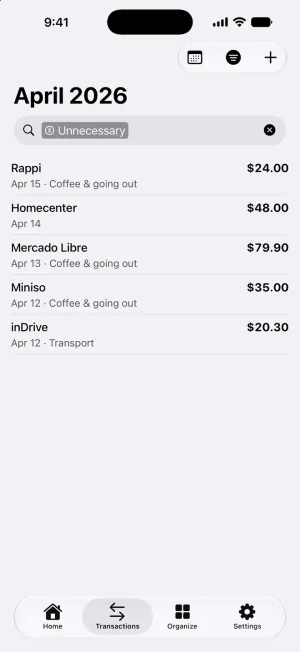 9:41
April 2026
Unnecessary
Rappi $24.00
Apr 15 · Coffee & going out
Homecenter $48.00
Apr 14
Mercado Libre $79.90
Apr 13 · Coffee & going out
Miniso $35.00
Apr 12 · Coffee & going out
inDrive $20.30
Apr 12 · Transport
Home Transactions Organize Settings